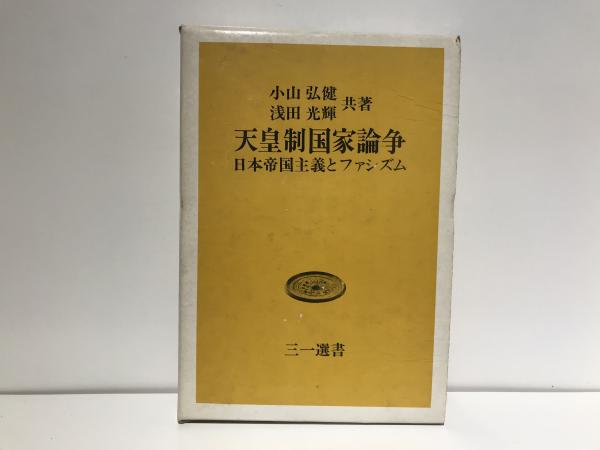 小山 弘健
浅田 光輝 共著
天皇制国家論争
日本帝国主義とファシズム
三一選書